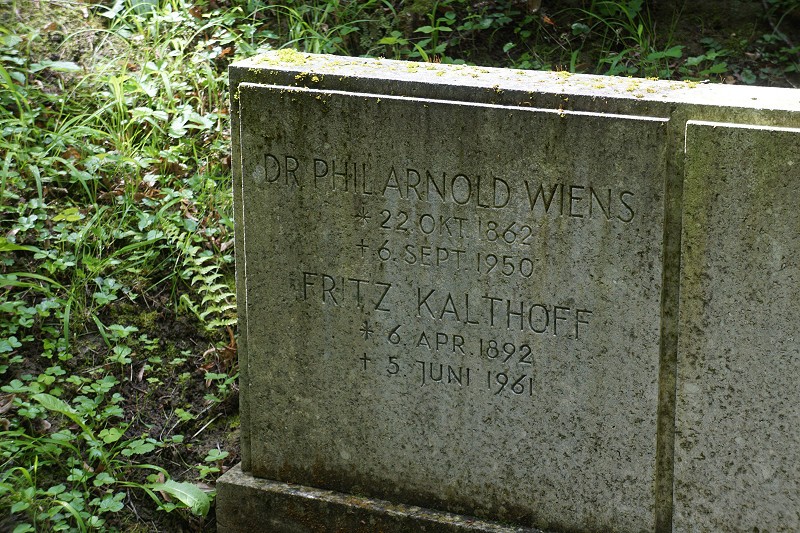 DR. PHIL. ARNOLD WIENS
* 22. OKT. 1862
† 6. SEPT. 1950
FRITZ KALTHOFF
* 6. APR. 1892
† 5. JUNI 1961